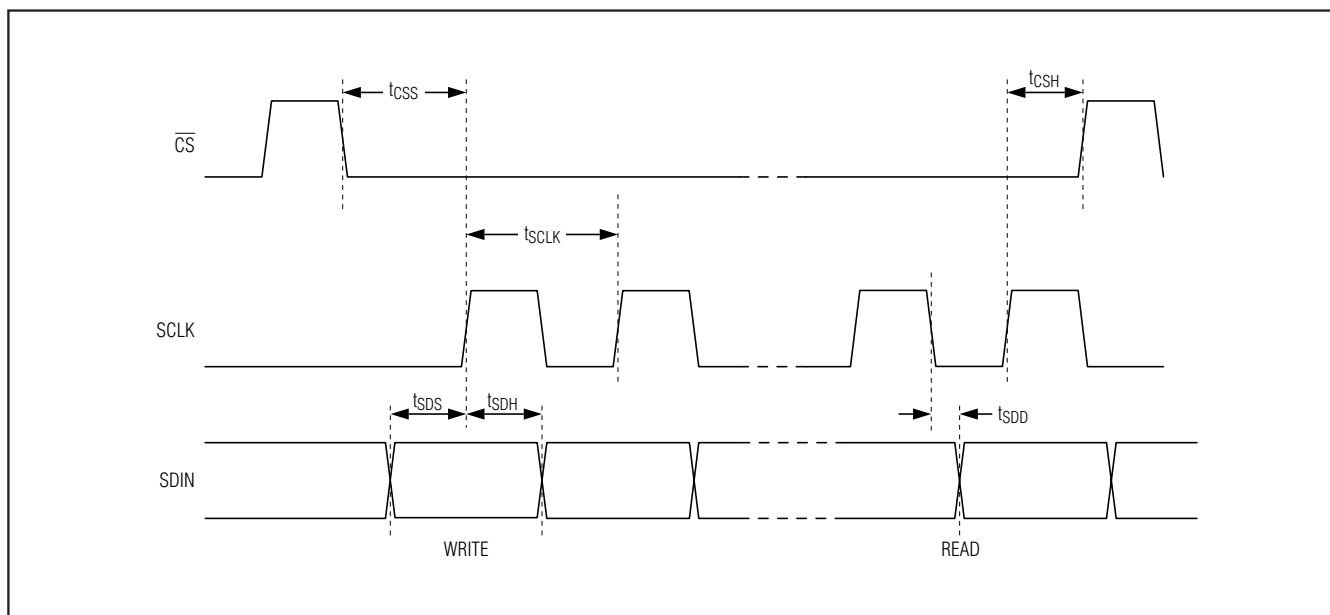 tCSS
tCSH
CS
tSCLK
SCLK
tSDS
tSDH
tSDD
SDIN
WRITE
READ